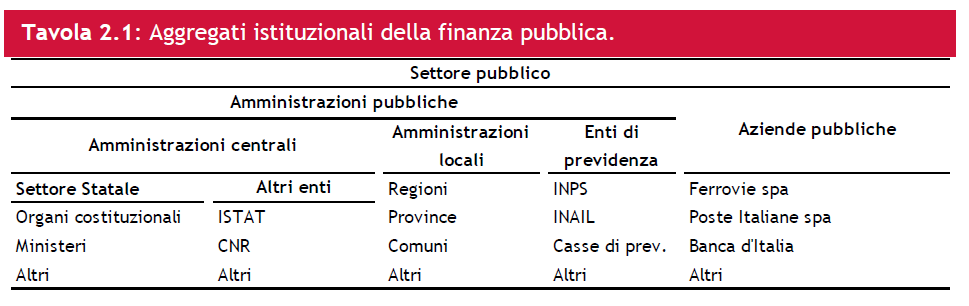 Tavola 2.1: Aggregati istituzionali della finanza pubblica.
Settore pubblico
Amministrazioni pubbliche
Amministrazioni centrali
Amministrazioni locali
Enti di previdenza
Aziende pubbliche
Settore Statale Altri enti Regioni INPS Ferrovie spa
Organi costituzionali ISTAT Province INAIL Poste Italiane spa
Ministeri CNR Comuni Casse di prev. Banca d'Italia
Altri Altri Altri Altri Altri